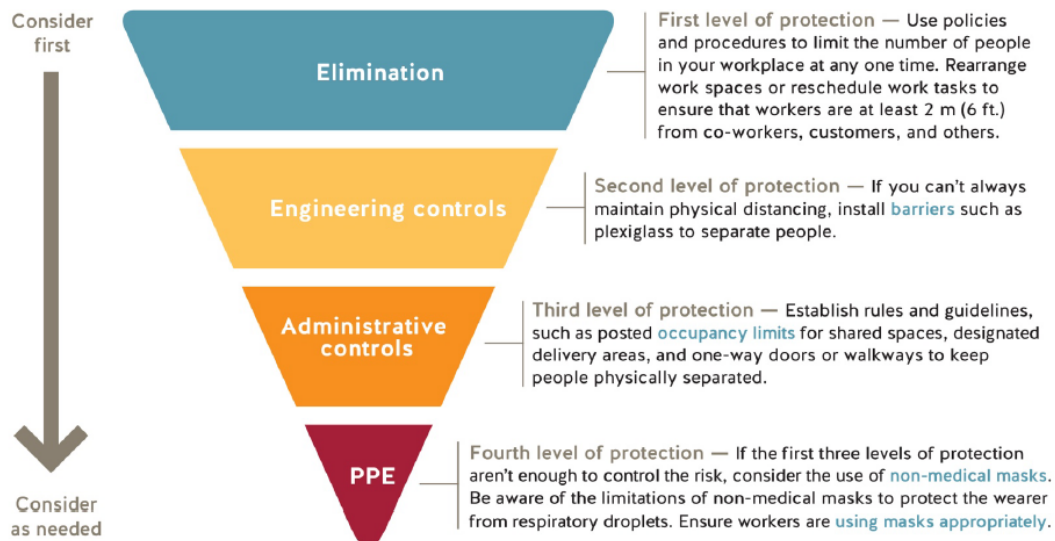 Consider
first
Elimination
First level of protection — Use policies
and procedures to limit the number of people
in your workplace at any one time. Rearrange
work spaces or reschedule work tasks to
ensure that workers are at least 2 m (6 ft.)
from co-workers, customers, and others.
Engineering controls
Second level of protection — If you can't always
maintain physical distancing, install barriers such as
plexiglass to separate people.
Administrative
controls
Third level of protection — Establish rules and guidelines,
such as posted occupancy limits for shared spaces, designated
delivery areas, and one-way doors or walkways to keep
people physically separated.
PPE
Fourth level of protection — If the first three levels of protection
aren't enough to control the risk, consider the use of non-medical masks.
Be aware of the limitations of non-medical masks to protect the wearer
from respiratory droplets. Ensure workers are using masks appropriately.
Consider
as needed